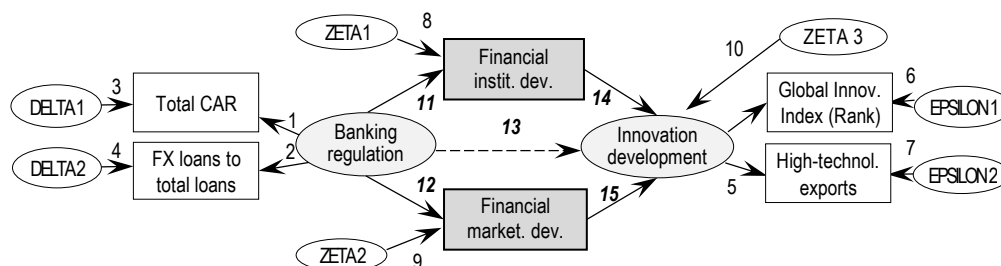 8
ZETA1
Financial
instit. dev.
10
ZETA 3
3
DELTA1
Total CAR
11
14
Global Innov.
Index (Rank)
6
EPSILON1
1
Banking
regulation
13
Innovation
development
4
DELTA2
FX loans to
total loans
2
12
15
5
High-technol.
exports
7
EPSILON2
Financial
market. dev.
ZETA2
9